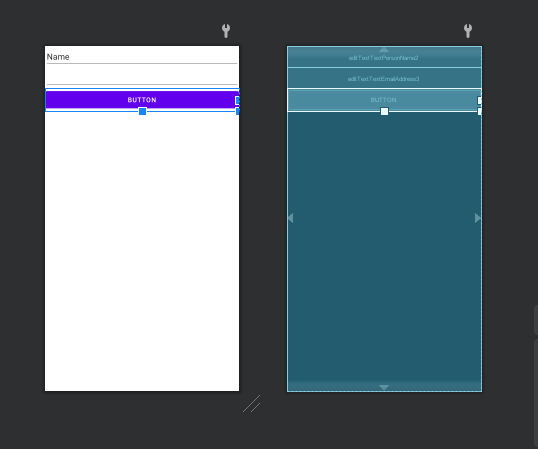 Name
BUTTON
editTextTextPersonName2
editTextTextEmailAddress3
BUTTON